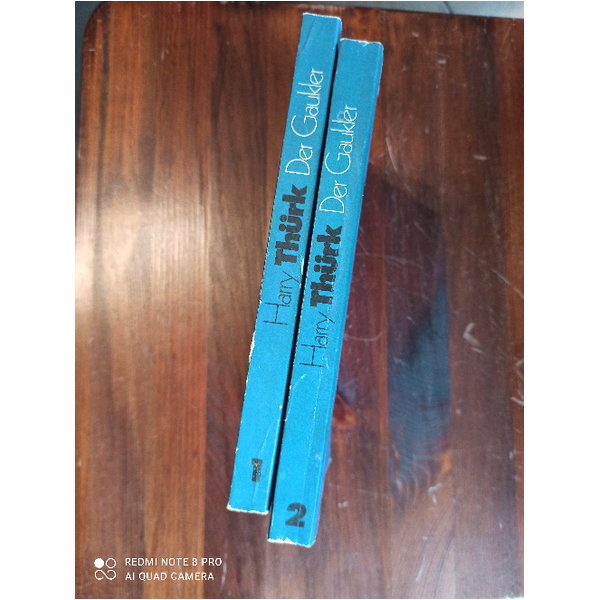 Harry Thürk Der Gaukler
1
Harry Thürk Der Gaukler
2
REDMI NOTE 8 PRO
AI QUAD CAMERA